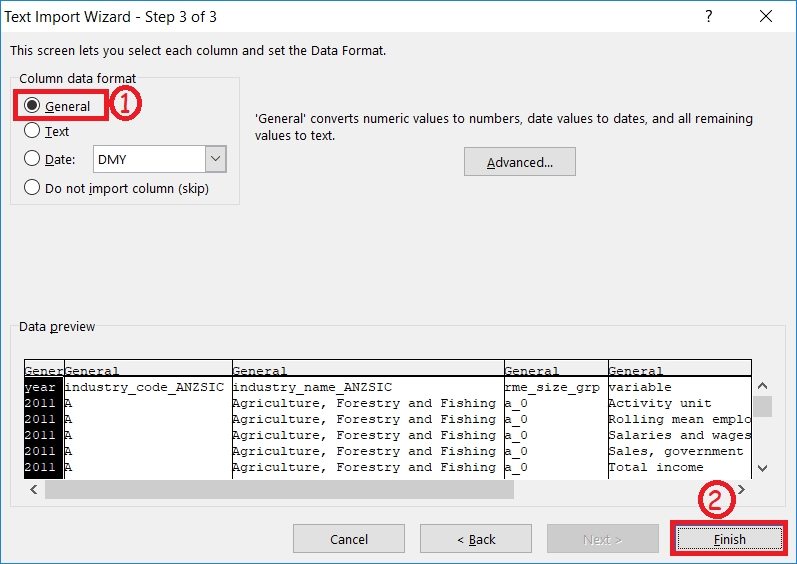 Text Import Wizard - Step 3 of 3 ?
This screen lets you select each column and set the Data Format.
Column data format
General 1
Text
Date: DMY
Do not import column (skip)
'General' converts numeric values to numbers, date values to dates, and all remaining
values to text.
Advanced...
Data preview
Gener General General General General
year industry_code_ANZSIC industry_name_ANZSIC rme_size_grp variable
2011 A Agriculture, Forestry and Fishing a_0 Activity unit
2011 A Agriculture, Forestry and Fishing a_0 Rolling mean emplo
2011 A Agriculture, Forestry and Fishing a_0 Salaries and wages
2011 A Agriculture, Forestry and Fishing a_0 Sales, government
2011 A Agriculture, Forestry and Fishing a_0 Total income
2
Cancel < Back Next > Finish